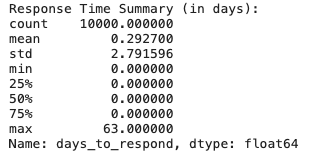 Response Time Summary (in days):
count    10000.000000
mean         0.292700
std          2.791596
min          0.000000
25%          0.000000
50%          0.000000
75%          0.000000
max         63.000000
Name: days_to_respond, dtype: float64